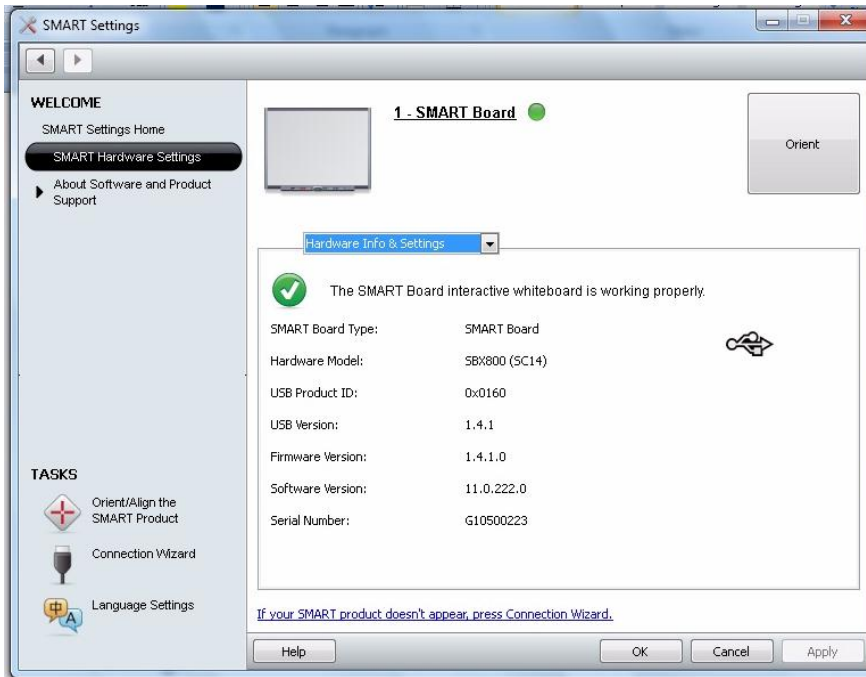 SMART Settings
WELCOME
SMART Settings Home
SMART Hardware Settings
About Software and Product
Support
TASKS
Orient/Align the
SMART Product
Connection Wizard
中
A
Language Settings
1 - SMART Board
Orient
Hardware Info & Settings
The SMART Board interactive whiteboard is working properly.
SMART Board Type: SMART Board
Hardware Model: SBX800 (SC14)
USB Product ID: 0x0160
USB Version: 1.4.1
Firmware Version: 1.4.1.0
Software Version: 11.0.222.0
Serial Number: G10500223
If your SMART product doesn't appear, press Connection Wizard.
Help OK Cancel Apply